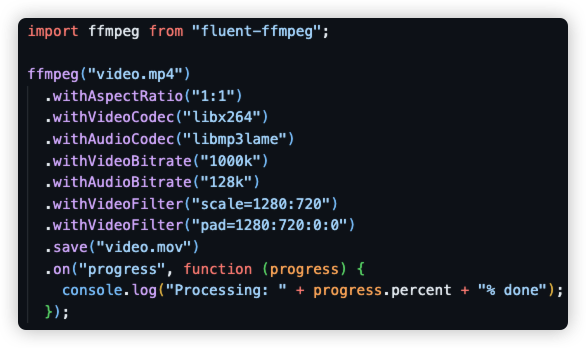 import ffmpeg from "fluent-ffmpeg";
ffmpeg("video.mp4")
.withAspectRatio("1:1")
.withVideoCodec("libx264")
.withAudioCodec("libmp3lame")
.withVideoBitrate("1000k")
.withAudioBitrate("128k")
.withVideoFilter("scale=1280:720")
.withVideoFilter("pad=1280:720:0:0")
.save("video.mov")
.on("progress", function (progress) {
console.log("Processing: " + progress.percent + "% done");
});